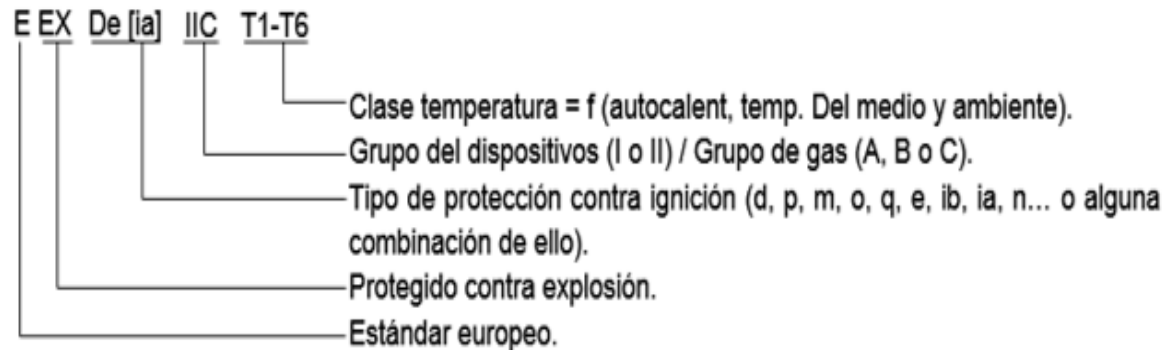 E EX De [ia] IIC T1-T6
Clase temperatura = f (autocalent, temp. Del medio y ambiente).
Grupo del dispositivos (I o II) / Grupo de gas (A, B o C).
Tipo de protección contra ignición (d, p, m, o, q, e, ib, ia, n... o alguna
combinación de ello).
Protegido contra explosión.
Estándar europeo.